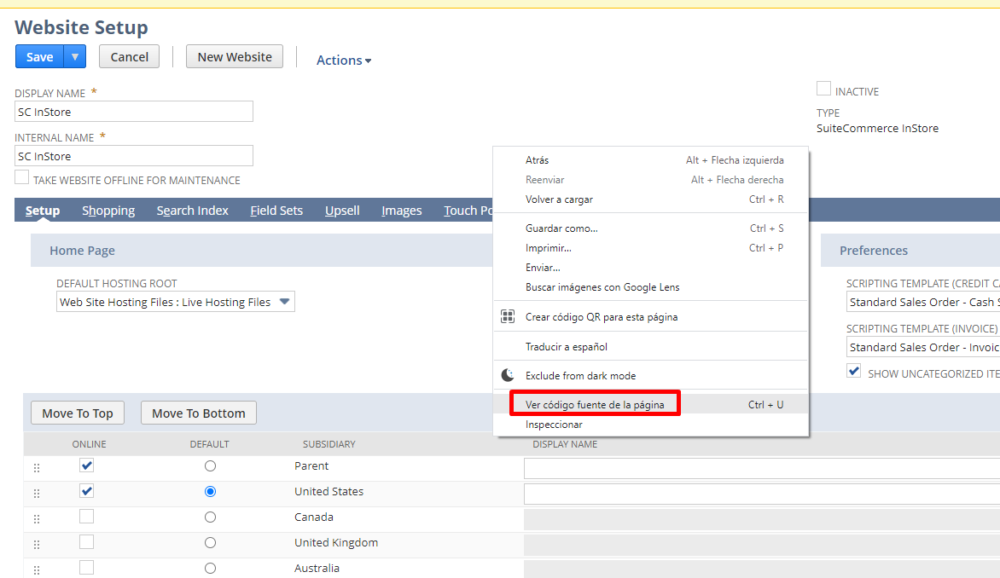 Website Setup
Save
Cancel
New Website
Actions
DISPLAY NAME *
SC InStore
INTERNAL NAME *
SC InStore
TAKE WEBSITE OFFLINE FOR MAINTENANCE
INACTIVE
TYPE
SuiteCommerce InStore
Setup Shopping Search Index Field Sets Upsell Images Touch Po
Atrás Alt + Flecha izquierda
Reenviar Alt + Flecha derecha
Volver a cargar Ctrl + R
Guardar como... Ctrl + S
Imprimir... Ctrl + P
Enviar...
Buscar imágenes con Google Lens
Crear código QR para esta página
Traducir a español
Exclude from dark mode
Ver código fuente de la página Ctrl + U
Inspeccionar
Home Page
DEFAULT HOSTING ROOT
Web Site Hosting Files : Live Hosting Files
Preferences
SCRIPTING TEMPLATE (CREDIT CA
Standard Sales Order - Cash S
SCRIPTING TEMPLATE (INVOICE)
Standard Sales Order - Invoic
SHOW UNCATEGORIZED ITE
Move To Top Move To Bottom
ONLINE DEFAULT SUBSIDIARY DISPLAY NAME
Parent
United States
Canada
United Kingdom
Australia